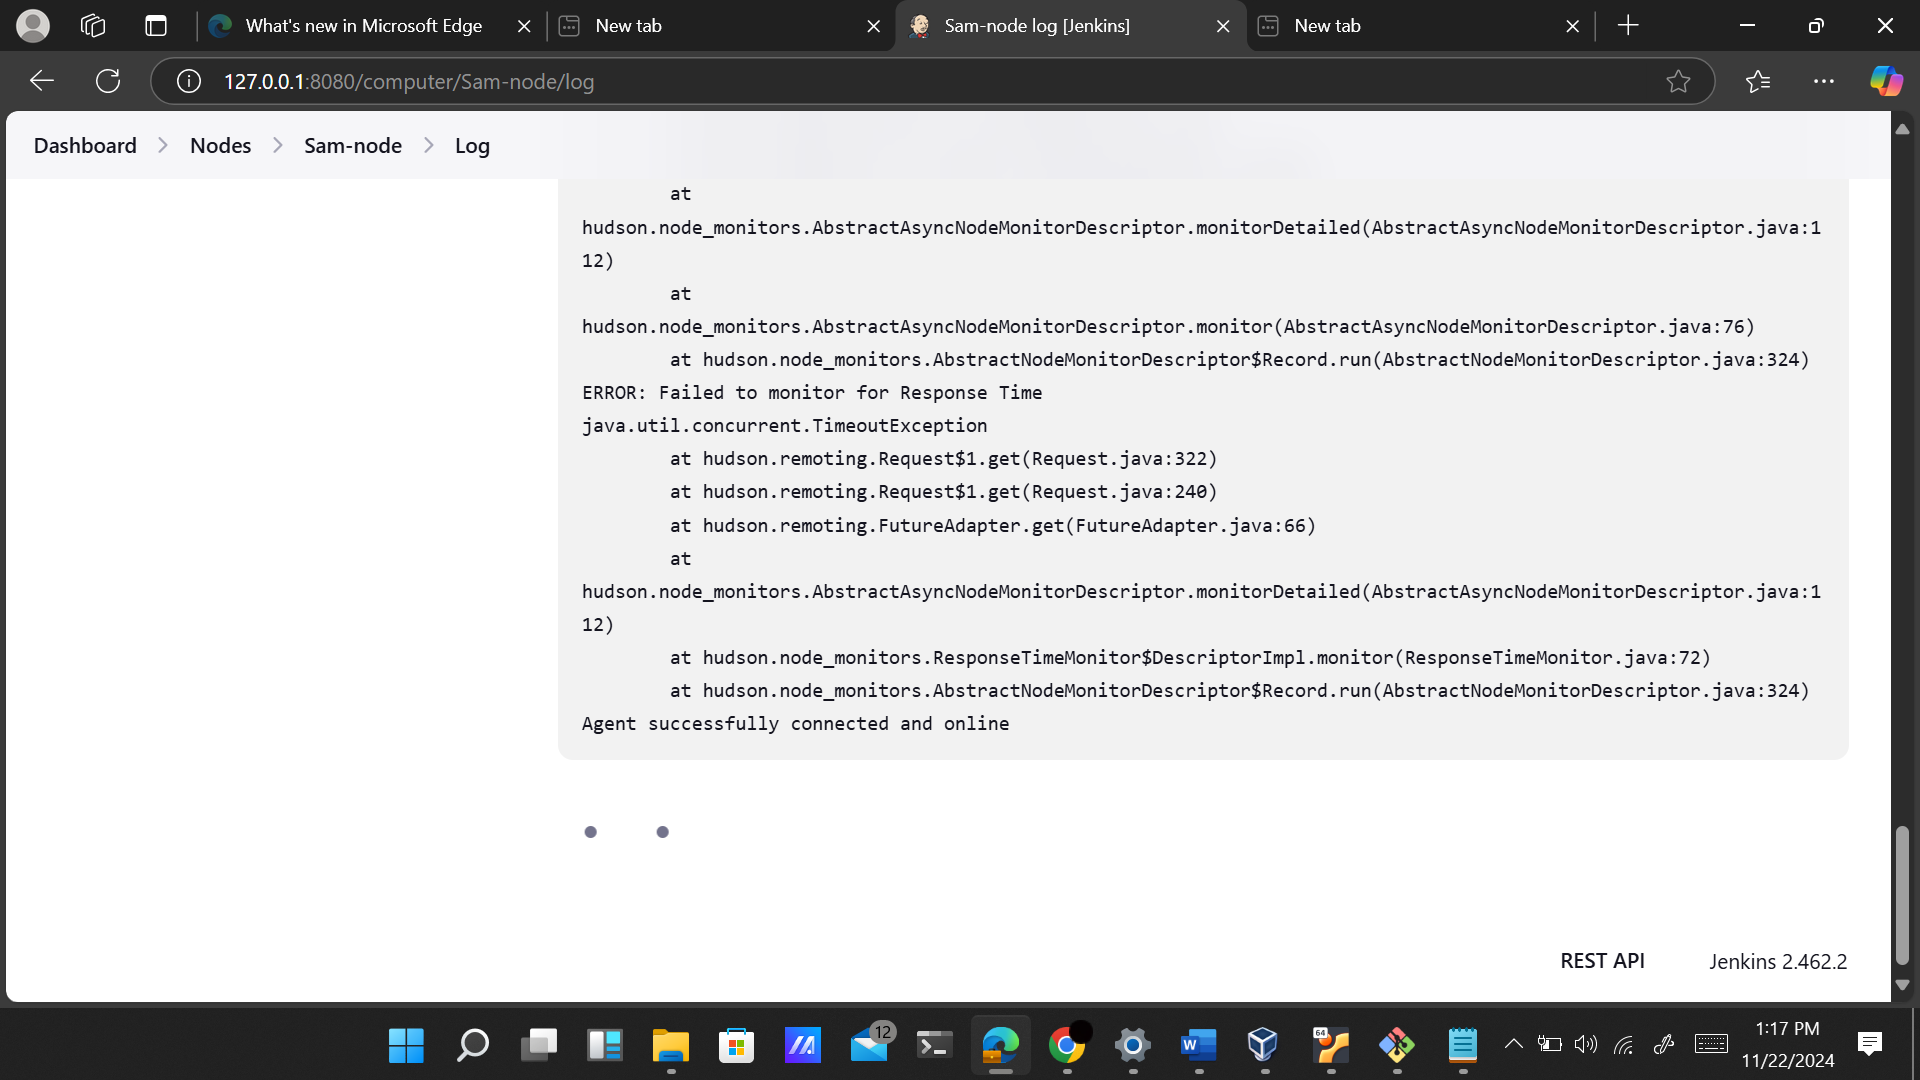 What's new in Microsoft Edge
New tab
Sam-node log [Jenkins]
New tab
127.0.0.1:8080/computer/Sam-node/log
Dashboard > Nodes > Sam-node > Log
at
hudson.node_monitors.AbstractAsyncNodeMonitorDescriptor.monitorDetailed(AbstractAsyncNodeMonitorDescriptor.java:1
12)
at
hudson.node_monitors.AbstractAsyncNodeMonitorDescriptor.monitor(AbstractAsyncNodeMonitorDescriptor.java:76)
at hudson.node_monitors.AbstractNodeMonitorDescriptor$Record.run(AbstractNodeMonitorDescriptor.java:324)
ERROR: Failed to monitor for Response Time
java.util.concurrent.TimeoutException
at hudson.remoting.Request$1.get(Request.java:322)
at hudson.remoting.Request$1.get(Request.java:240)
at hudson.remoting.FutureAdapter.get(FutureAdapter.java:66)
at
hudson.node_monitors.AbstractAsyncNodeMonitorDescriptor.monitorDetailed(AbstractAsyncNodeMonitorDescriptor.java:1
12)
at hudson.node_monitors.ResponseTimeMonitor$DescriptorImpl.monitor(ResponseTimeMonitor.java:72)
at hudson.node_monitors.AbstractNodeMonitorDescriptor$Record.run(AbstractNodeMonitorDescriptor.java:324)
Agent successfully connected and online
REST API
Jenkins 2.462.2
12
W
64
1:17 PM
11/22/2024